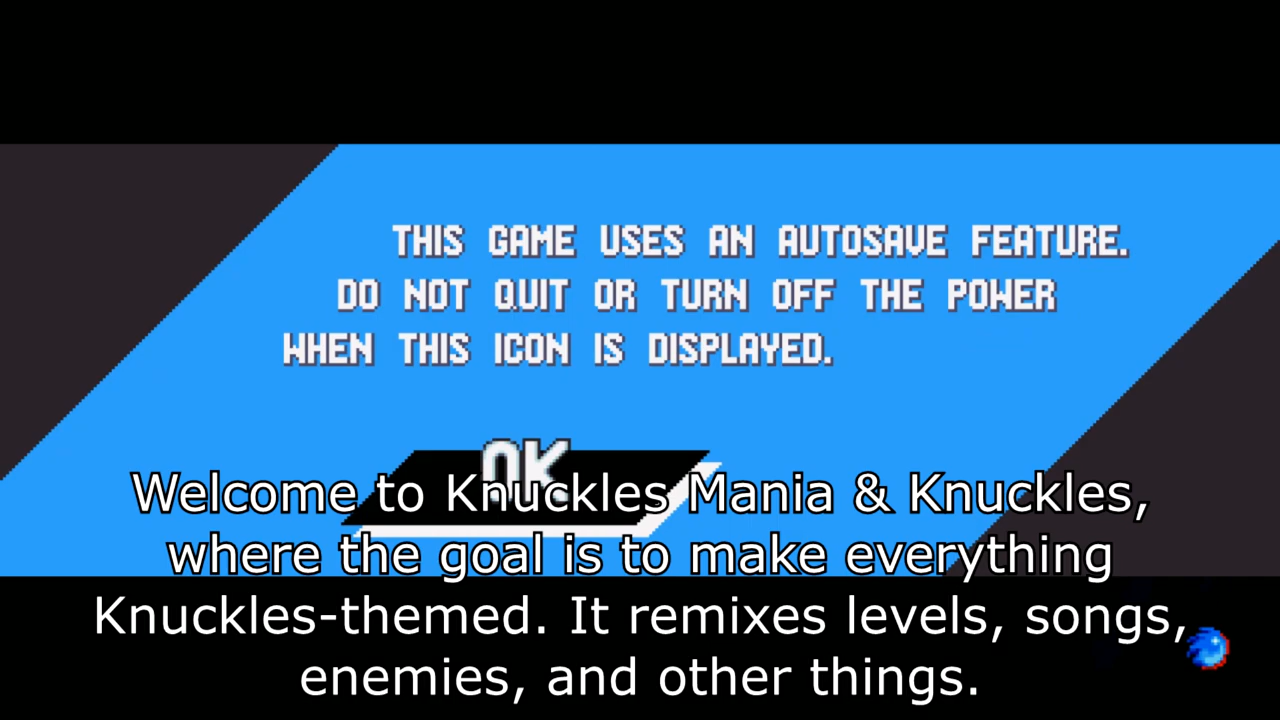 THIS GAME USES AN AUTOSAVE FEATURE.
DO NOT QUIT OR TURN OFF THE POWER
WHEN THIS ICON IS DISPLAYED.
OK
Welcome to Knuckles Mania & Knuckles,
where the goal is to make everything
Knuckles-themed. It remixes levels, songs,
enemies, and other things.